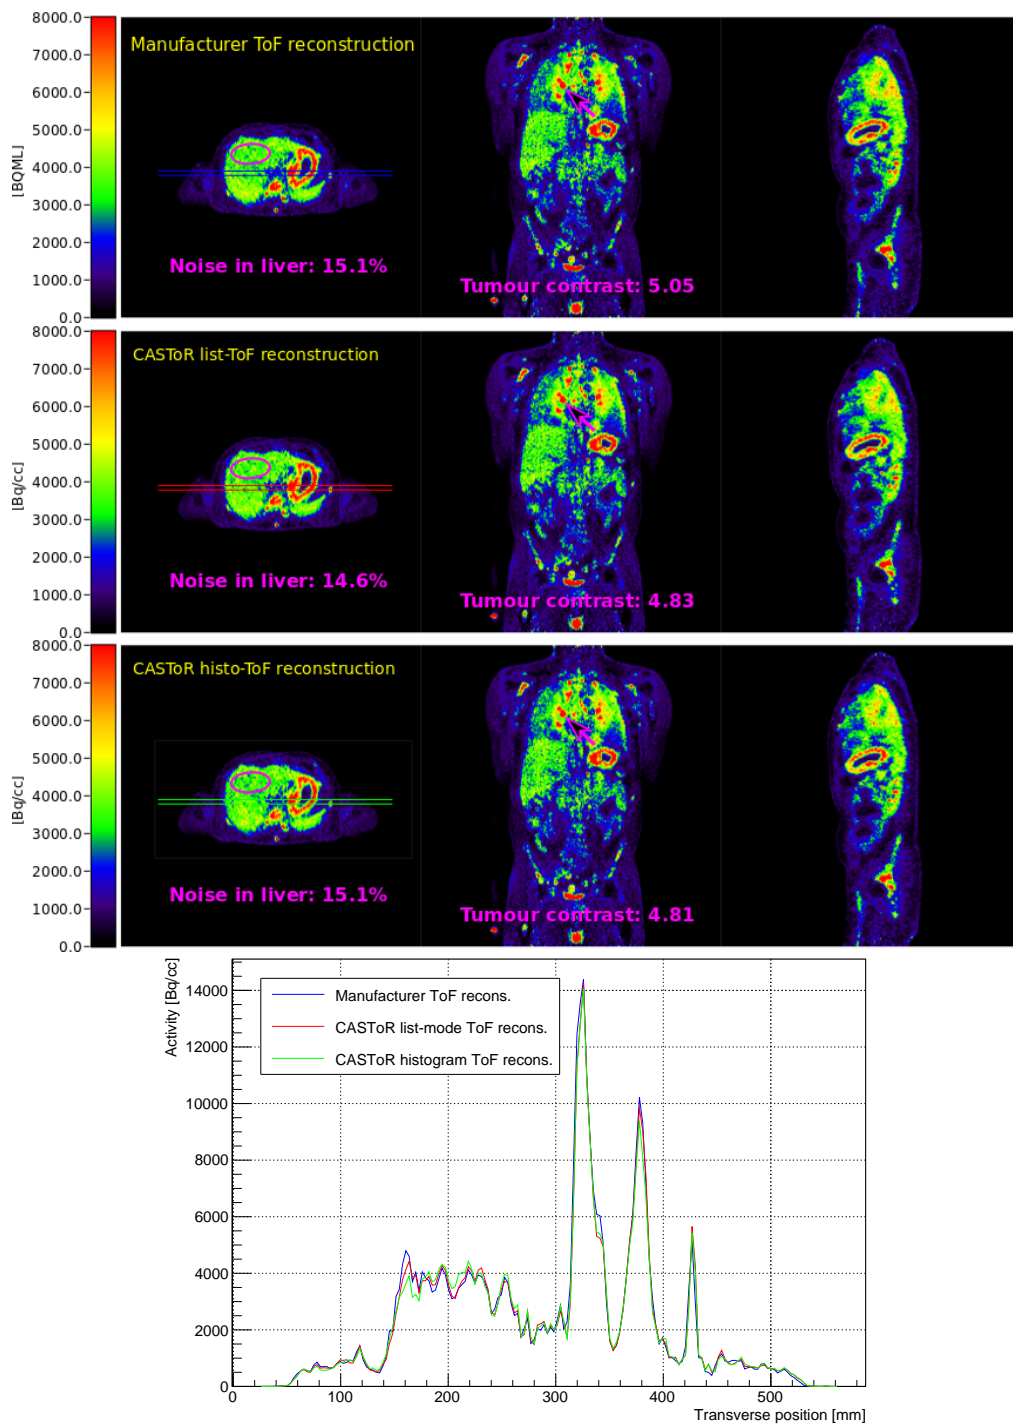 8000.0
7000.0
6000.0
5000.0
4000.0
3000.0
2000.0
1000.0
0.0
[BQML]
Manufacturer ToF reconstruction
Noise in liver: 15.1%
Tumour contrast: 5.05
8000.0
7000.0
6000.0
5000.0
4000.0
3000.0
2000.0
1000.0
0.0
[Bq/cc]
CASToR list-ToF reconstruction
Noise in liver: 14.6%
Tumour contrast: 4.83
8000.0
7000.0
6000.0
5000.0
4000.0
3000.0
2000.0
1000.0
0.0
[Bq/cc]
CASToR histo-ToF reconstruction
Noise in liver: 15.1%
Tumour contrast: 4.81
Activity [Bq/cc]
14000
12000
10000
8000
6000
4000
2000
0
Manufacturer ToF recons.
CASToR list-mode ToF recons.
CASToR histogram ToF recons.
0 100 200 300 400 500
Transverse position [mm]